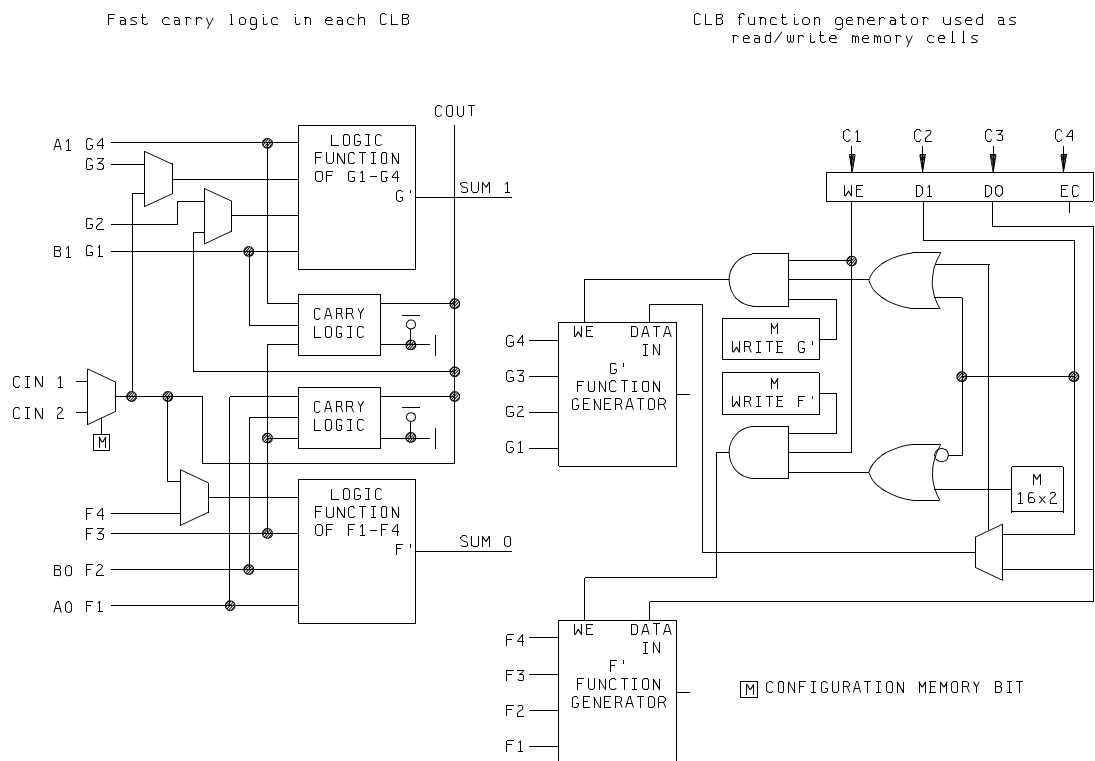 Fast carry logic in each CLB
CLB function generator used as
read/write memory cells
COUT
A1 G4
G3
G2
B1 G1
LOGIC
FUNCTION
OF G1-G4
G'
SUM 1
CARRY
LOGIC
CIN 1
CIN 2
M
CARRY
LOGIC
F4
F3
B0 F2
A0 F1
LOGIC
FUNCTION
OF F1-F4
F'
SUM 0
C1 C2 C3 C4
WE D1 D0 EC
M
WRITE G'
M
WRITE F'
G4
G3
G2
G1
WE DATA
IN
G'
FUNCTION
GENERATOR
M
16x2
F4
F3
F2
F1
WE DATA
IN
F'
FUNCTION
GENERATOR
M CONFIGURATION MEMORY BIT